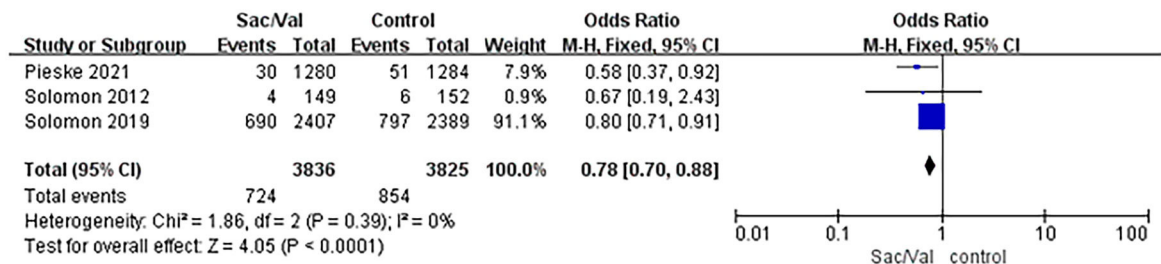 Sac/Val Control Odds Ratio Odds Ratio
Study or Subgroup Events Total Events Total Weight M-H, Fixed, 95% CI M-H, Fixed, 95% CI
Pieske 2021 30 1280 51 1284 7.9% 0.58 [0.37, 0.92]
Solomon 2012 4 149 6 152 0.9% 0.67 [0.19, 2.43]
Solomon 2019 690 2407 797 2389 91.1% 0.80 [0.71, 0.91]
Total (95% CI) 3836 3825 100.0% 0.78 [0.70, 0.88]
Total events 724 854
Heterogeneity: Chi² = 1.86, df = 2 (P = 0.39); I² = 0%
Test for overall effect: Z = 4.05 (P < 0.0001)
0.01 0.1 1 10 100
Sac/Val control